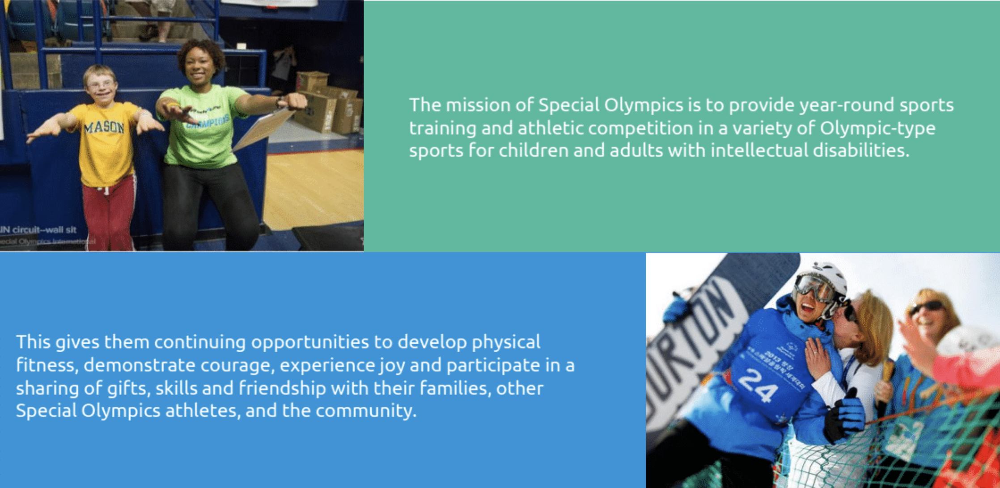 MASON
CHAMPIONS
IN circuit--wall sit
ecial Olympics International
The mission of Special Olympics is to provide year-round sports
training and athletic competition in a variety of Olympic-type
sports for children and adults with intellectual disabilities.
This gives them continuing opportunities to develop physical
fitness, demonstrate courage, experience joy and participate in a
sharing of gifts, skills and friendship with their families, other
Special Olympics athletes, and the community.
URTON
2013 평창
24